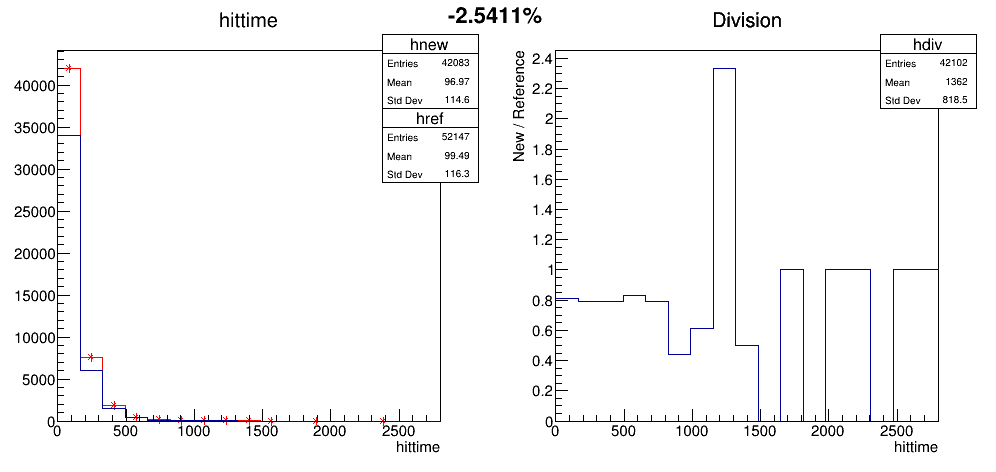 -2.5411%
hittime
hnew
Entries 42083
Mean 96.97
Std Dev 114.6
href
Entries 52147
Mean 99.49
Std Dev 116.3
40000
35000
30000
25000
20000
15000
10000
5000
0
0 500 1000 1500 2000 2500
hittime
Division
hdiv
Entries 42102
Mean 1362
Std Dev 818.5
New / Reference
2.4
2.2
2
1.8
1.6
1.4
1.2
1
0.8
0.6
0.4
0.2
0
0 500 1000 1500 2000 2500
hittime